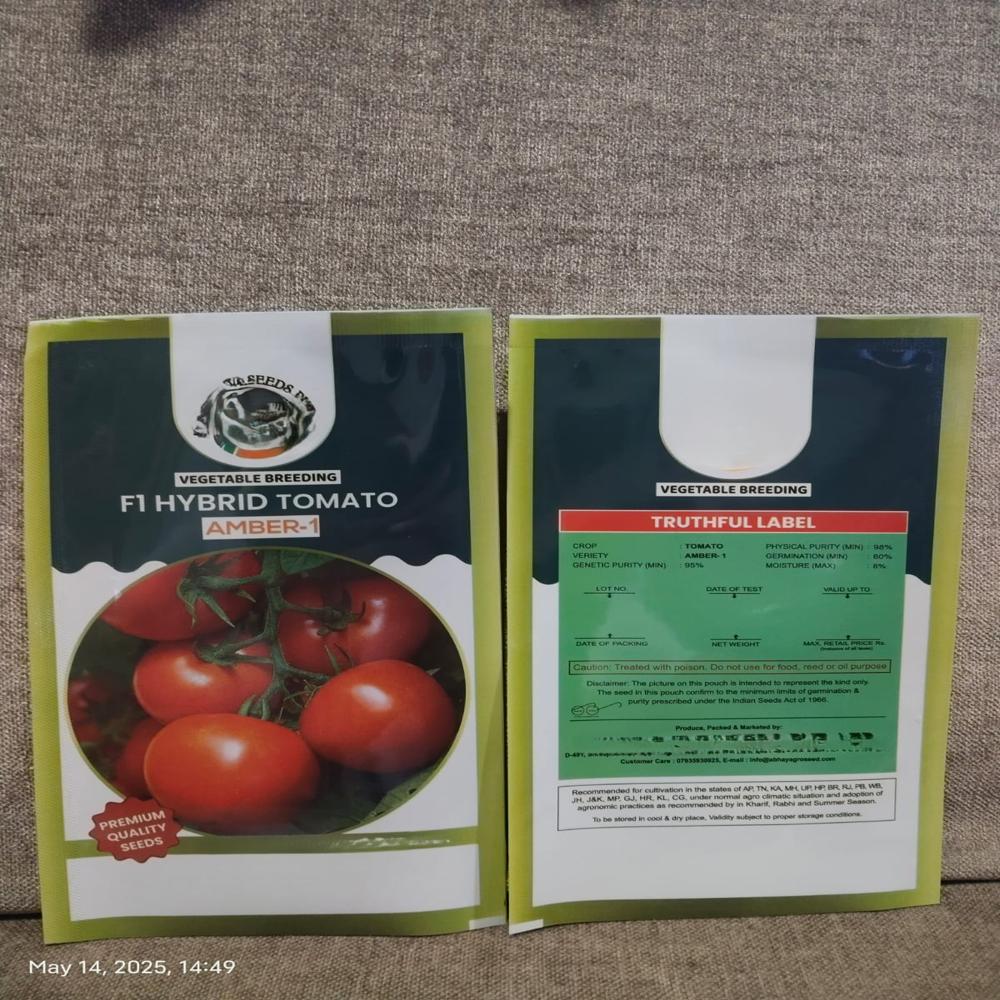 SEEDS
VEGETABLE BREEDING
F1 HYBRID TOMATO
AMBER-1
PREMIUM
QUALITY
SEEDS
VEGETABLE BREEDING
TRUTHFUL LABEL
CROP : TOMATO PHYSICAL PURITY (MIN) : 98%
VERIETY : AMBER- 1 GERMINATION (MIN) : 60%
GENETIC PURITY (MIN) : 95% MOISTURE (MAX) : 8%
LOT NO. DATE OF TEST VALID UP TO
DATE OF PACKING NET WEIGHT MAX. RETAIL PRICE Rs.
(Inclusive of all taxes)
Caution: Treated with poison. Do not use for food, reed or oil purpose
Disclaimer: The picture on this pouch is intended to represent the kind only.
The seed in this pouch confirm to the minimum limits of germination &
purity prescribed under the Indian Seeds Act of 1966.
Produce, Packed & Marketed by:
Customer Care : 07935930925, E-mail : info@abhayagroseed.com
Recommended for cultivation in the states of AP, TN, KA, MH, UP, HP, BR, RJ, PB, WB,
JH, J&K, MP, GJ, HR, KL, CG, under normal agro climatic situation and adoption of
agronomic practices as recommended by in Kharif, Rabhi and Summer Season.
To be stored in cool & dry place, Validity subject to proper storage conditions.
May 14, 2025, 14:49